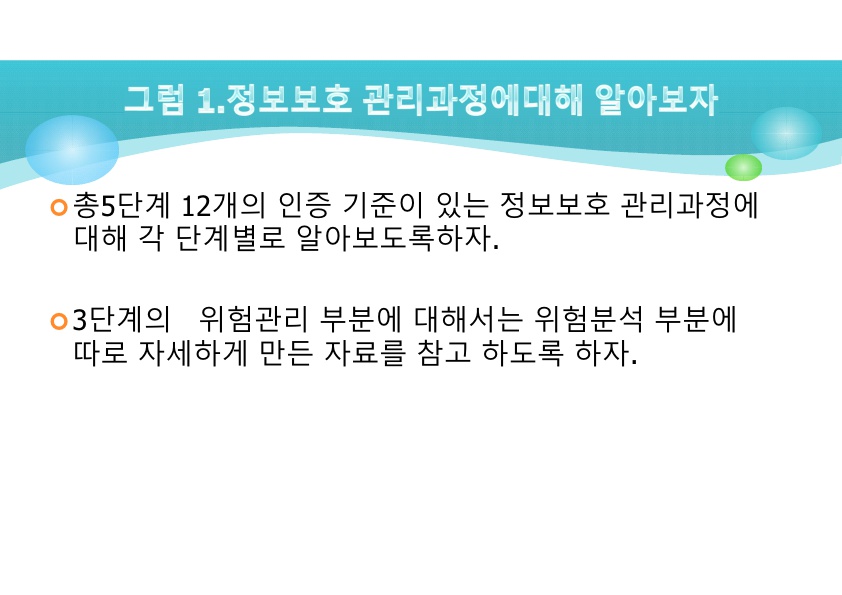 그럼 1.정보보호 관리과정에대해 알아보자
총5단계 12개의 인증 기준이 있는 정보보호 관리과정에
대해 각 단계별로 알아보도록하자.
3단계의 위험관리 부분에 대해서는 위험분석 부분에
따로 자세하게 만든 자료를 참고 하도록 하자.